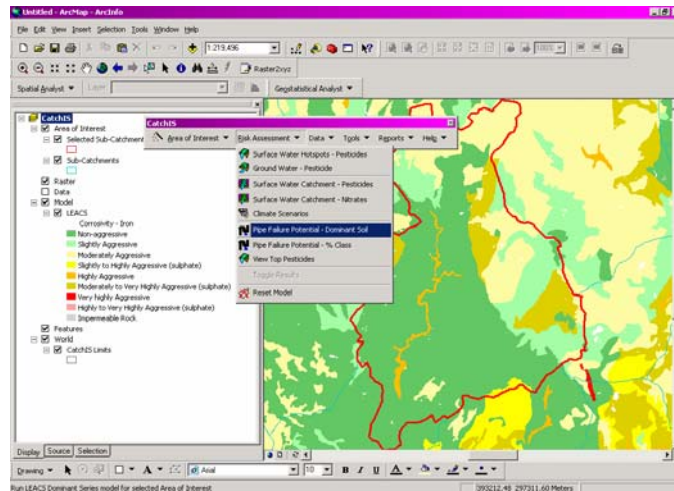 Untitled - ArcMap - ArcInfo
File Edit View Insert Selection Tools Window Help
1:219,496
100%
Raster2xyz
Spatial Analyst Layer: Geostatistical Analyst
CatchIS
Area of Interest Risk Assessment Data Tools Reports Help
Surface Water Hotspots - Pesticides
Ground Water - Pesticide
Surface Water Catchment - Pesticides
Surface Water Catchment - Nitrates
Climate Scenarios
Pipe Failure Potential - Dominant Soil
Pipe Failure Potential - % Class
View Top Pesticides
Toggle Results
Reset Model
CatchIS
Area of Interest
Selected Sub-Catchment
Sub-Catchments
Raster
Data
Model
LEACS
Corrosivity - Iron
Non-aggressive
Slightly Aggressive
Moderately Aggressive
Slightly to Highly Aggressive (sulphate)
Highly Aggressive
Moderately to Very Highly Aggressive (sulphate)
Very highly Aggressive
Highly to Very Highly Aggressive (sulphate)
Impermeable Rock
Features
World
CatchIS Limits
Display Source Selection
Drawing A Arial 10 B I U A
Run LEACS Dominant Series model for selected Area of Interest 393212.48 297311.60 Meters